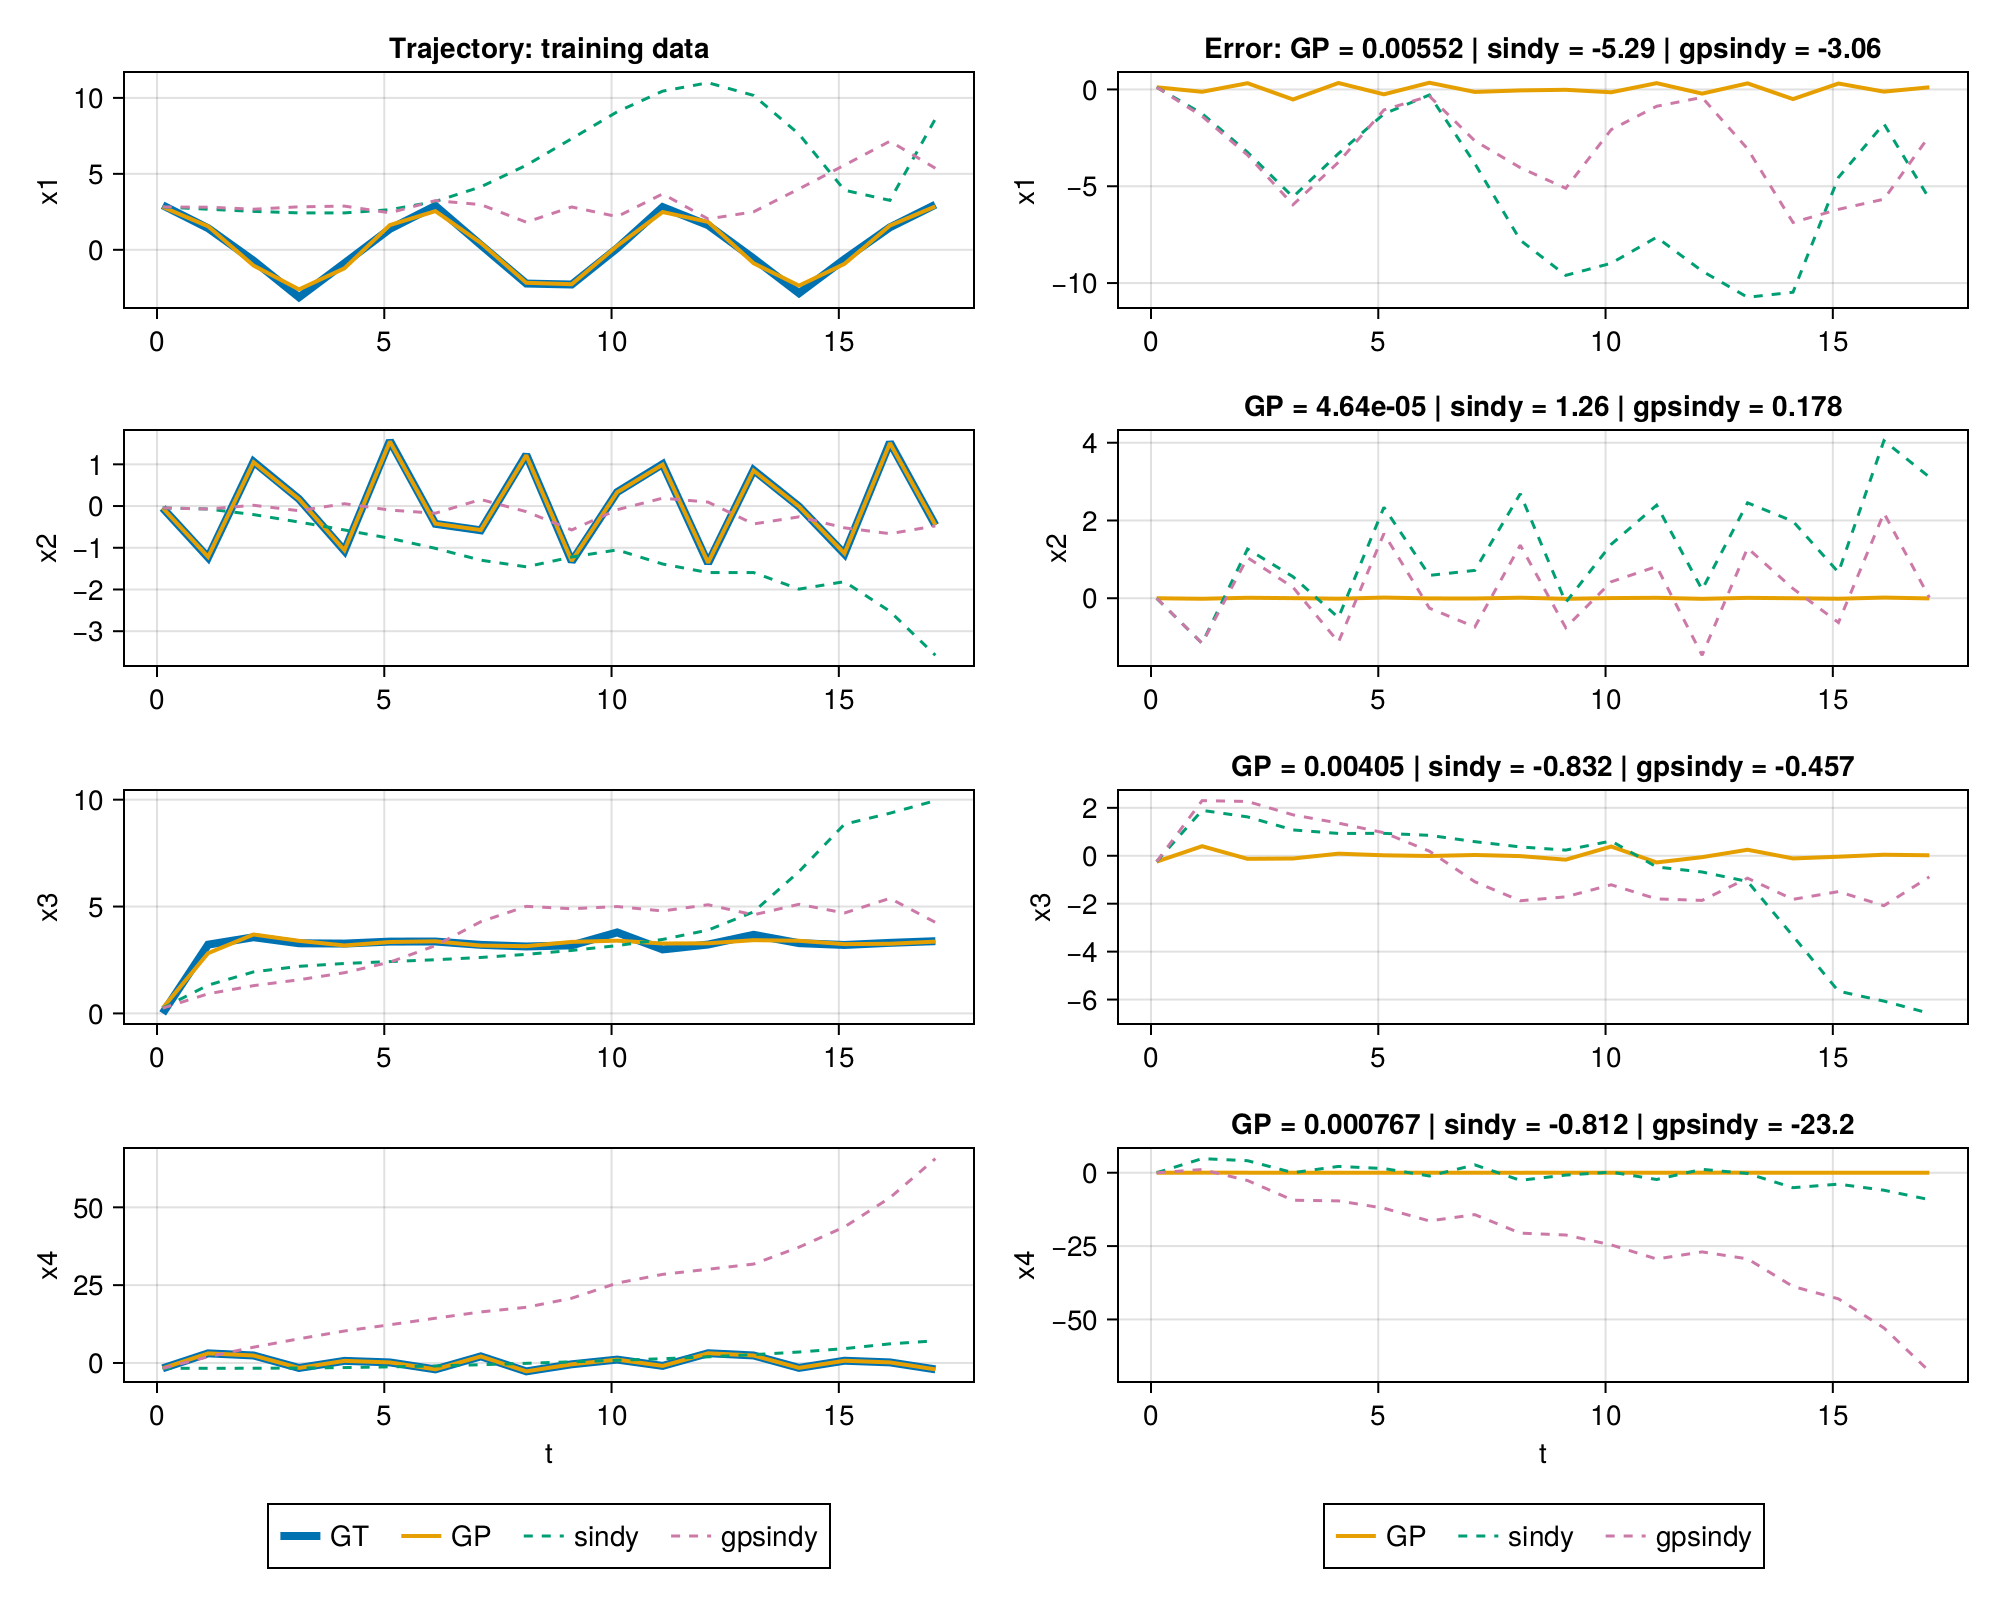 Trajectory: training data
x1
10
5
0
0 5 10 15
Error: GP = 0.00552 | sindy = -5.29 | gpsindy = -3.06
x1
0
−5
−10
0 5 10 15
x2
1
0
−1
−2
−3
0 5 10 15
GP = 4.64e-05 | sindy = 1.26 | gpsindy = 0.178
x2
4
2
0
0 5 10 15
x3
10
5
0
0 5 10 15
GP = 0.00405 | sindy = -0.832 | gpsindy = -0.457
x3
2
0
−2
−4
−6
0 5 10 15
x4
50
25
0
0 5 10 15
t
GP = 0.000767 | sindy = -0.812 | gpsindy = -23.2
x4
0
−25
−50
0 5 10 15
t
GT GP sindy gpsindy
GP sindy gpsindy